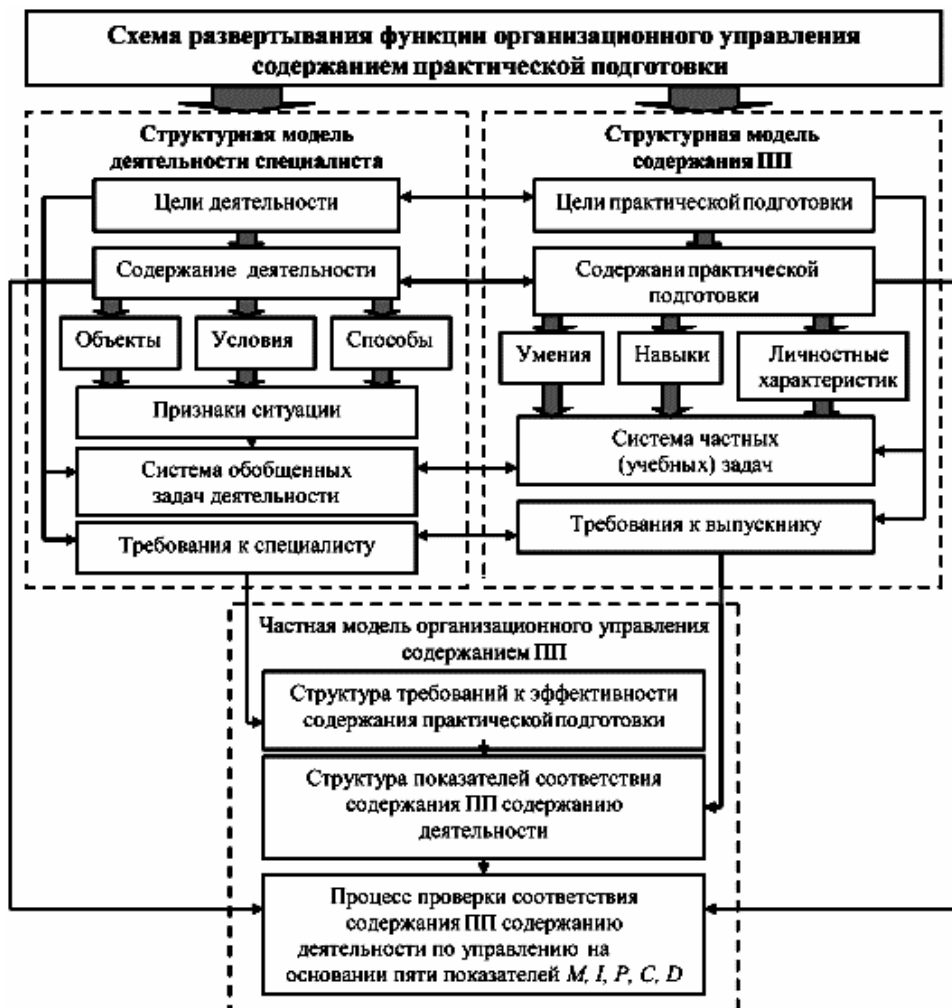 Схема развертывания функции организационного управления
содержанием практической подготовки
Структурная модель
деятельности специалиста
Цели деятельности
Содержание деятельности
Объекты
Условия
Способы
Признаки ситуации
Система обобщенных
задач деятельности
Требования к специалисту
Структурная модель
содержания ПП
Цели практической подготовки
Содержани практической
подготовки
Умения
Навыки
Личностные
характеристик
Система частных
(учебных) задач
Требования к выпускнику
Частная модель организационного управления
содержанием ПП
Структура требований к эффективности
содержания практической подготовки
Структура показателей соответствия
содержания ПП содержанию
деятельности
Процесс проверки соответствия
содержания ПП содержанию
деятельности по управлению на
основании пяти показателей M, I, P, C, D